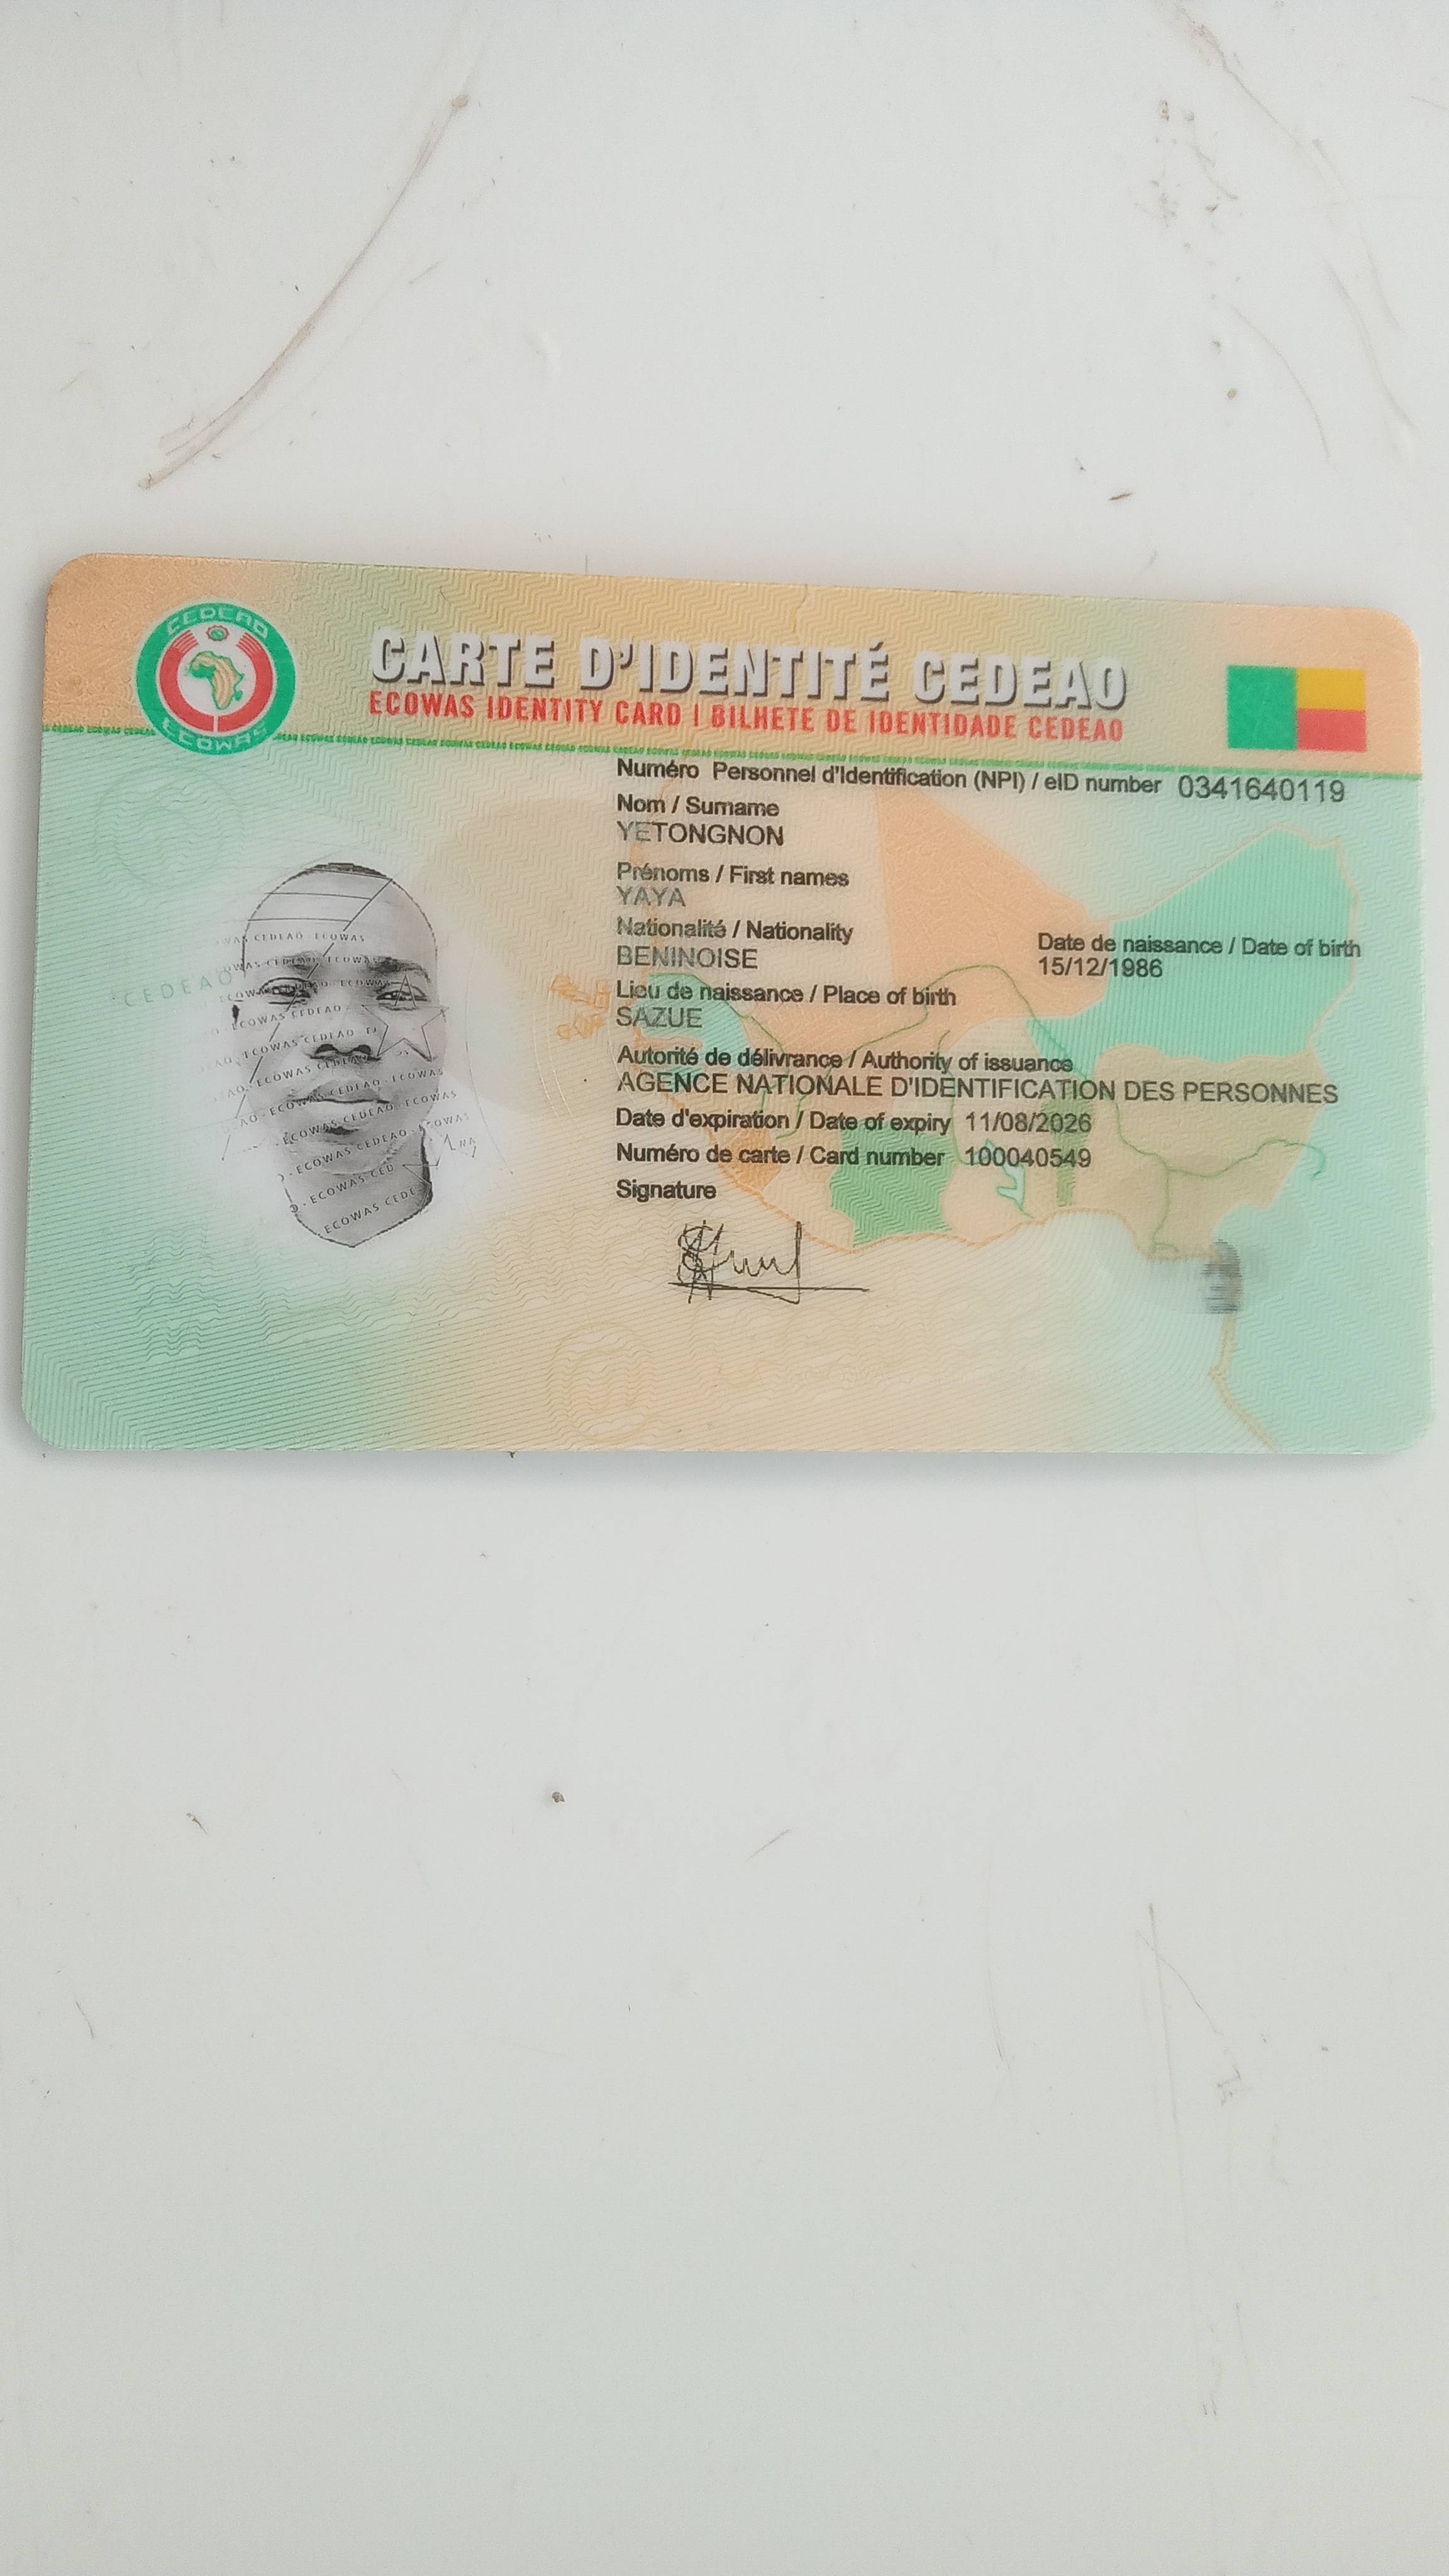 CEDEAO
ECOWAS
CARTE D'IDENTITÉ CEDEAO
ECOWAS IDENTITY CARD | BILHETE DE IDENTIDADE CEDEAO
Numéro Personnel d'Identification (NPI) / eID number 0341640119
Nom / Surname
YETONGNON
Prénoms / First names
YAYA
Nationalité / Nationality
BENINOISE
Date de naissance / Date of birth
15/12/1986
Lieu de naissance / Place of birth
SAZUE
Autorité de délivrance / Authority of issuance
AGENCE NATIONALE D'IDENTIFICATION DES PERSONNES
Date d'expiration / Date of expiry 11/08/2026
Numéro de carte / Card number 100040549
Signature